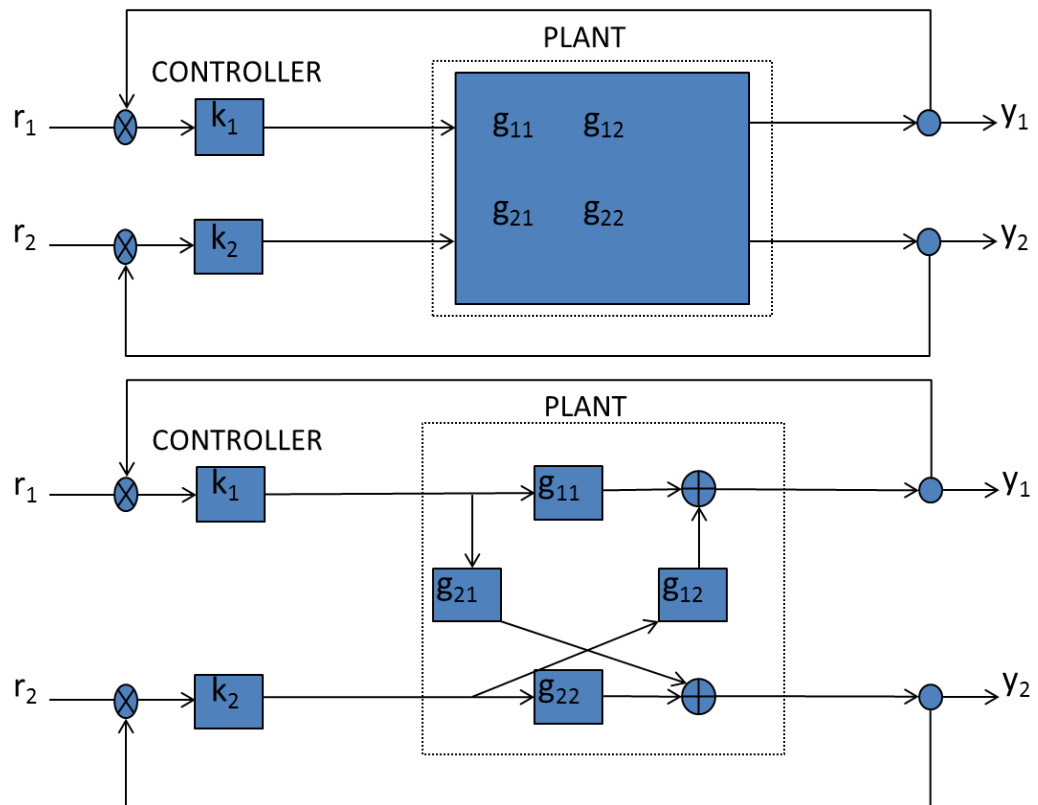 PLANT
CONTROLLER
r₁ k₁ g₁₁ g₁₂ y₁
r₂ k₂ g₂₁ g₂₂ y₂
PLANT
CONTROLLER
r₁ k₁ g₁₁ y₁
g₂₁ g₁₂
r₂ k₂ g₂₂ y₂